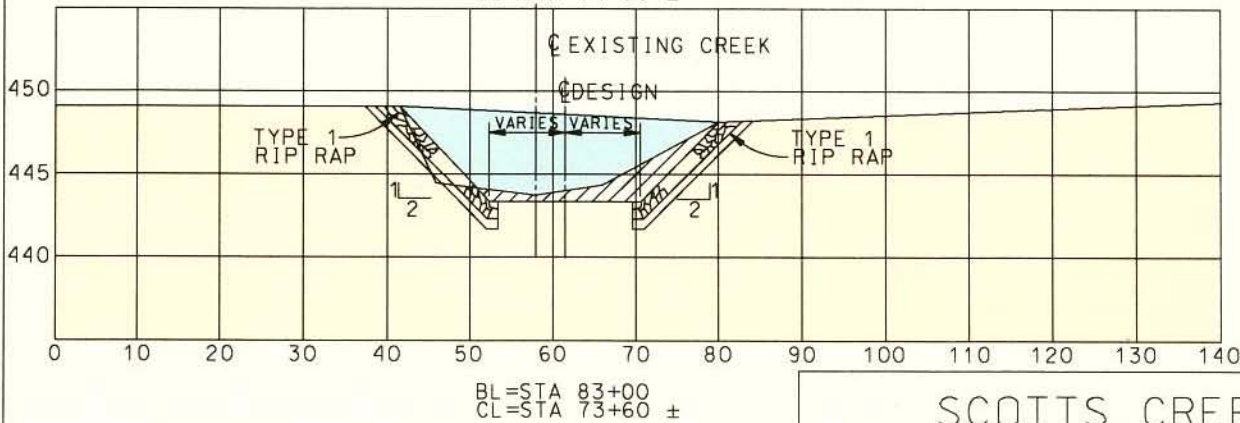 ℄ EXISTING CREEK
450
℄ DESIGN
VARIES VARIES
TYPE 1
RIP RAP
TYPE 1
RIP RAP
445
1
2
1
2
440
0 10 20 30 40 50 60 70 80 90 100 110 120 130 140
BL=STA 83+00
CL=STA 73+60 ±
SCOTTS